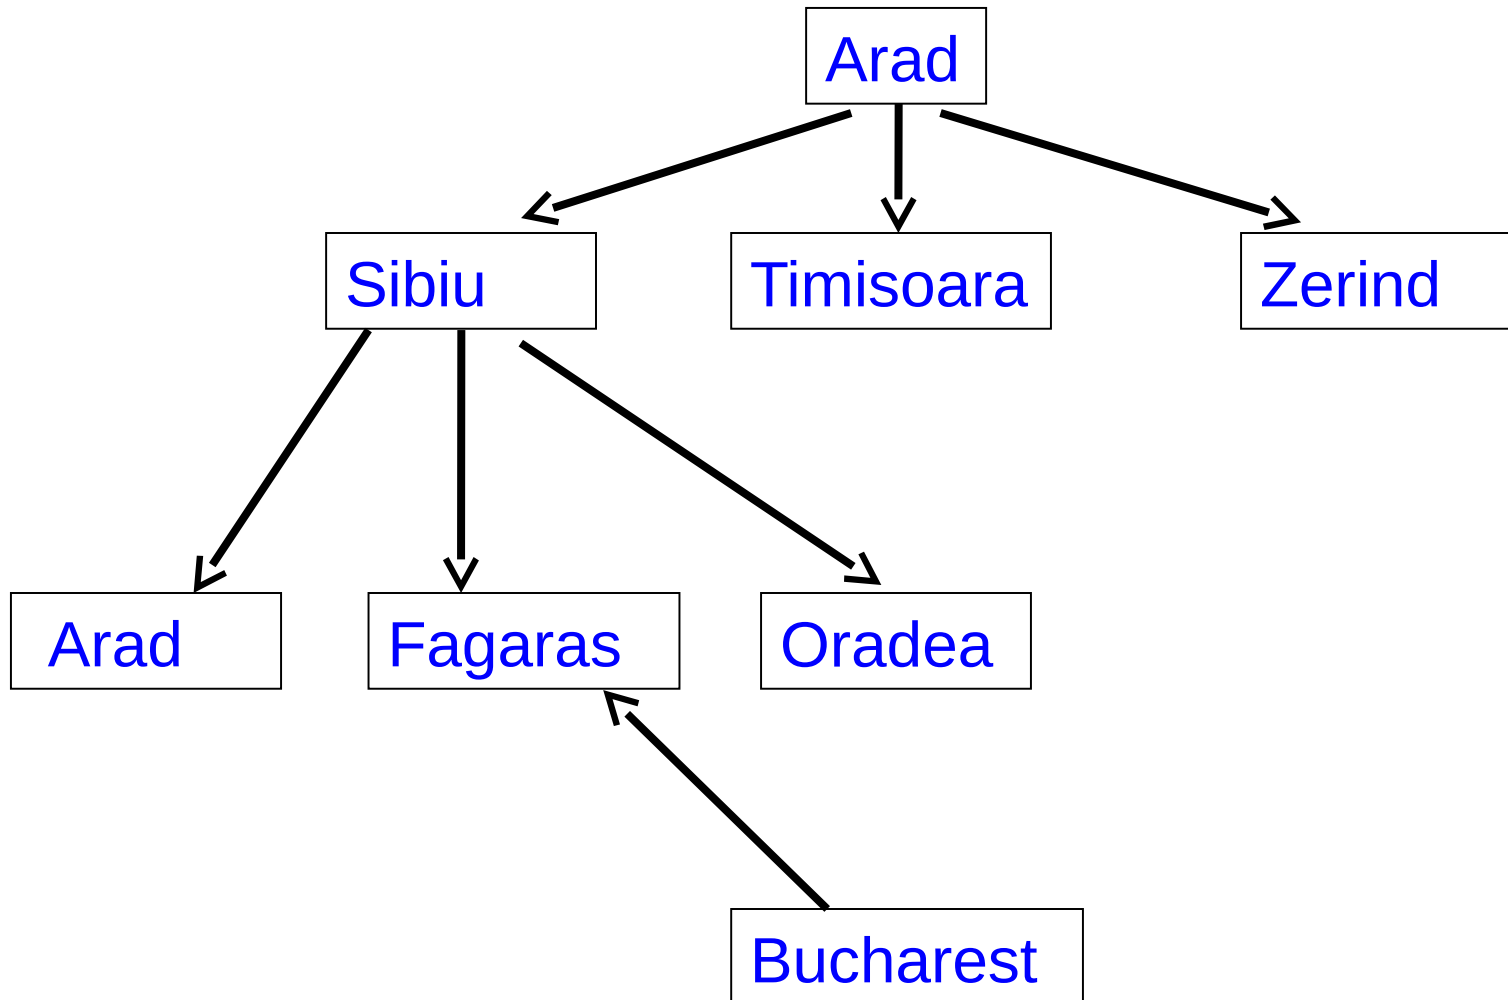 Arad
Sibiu
Timisoara
Zerind
Arad
Fagaras
Oradea
Bucharest